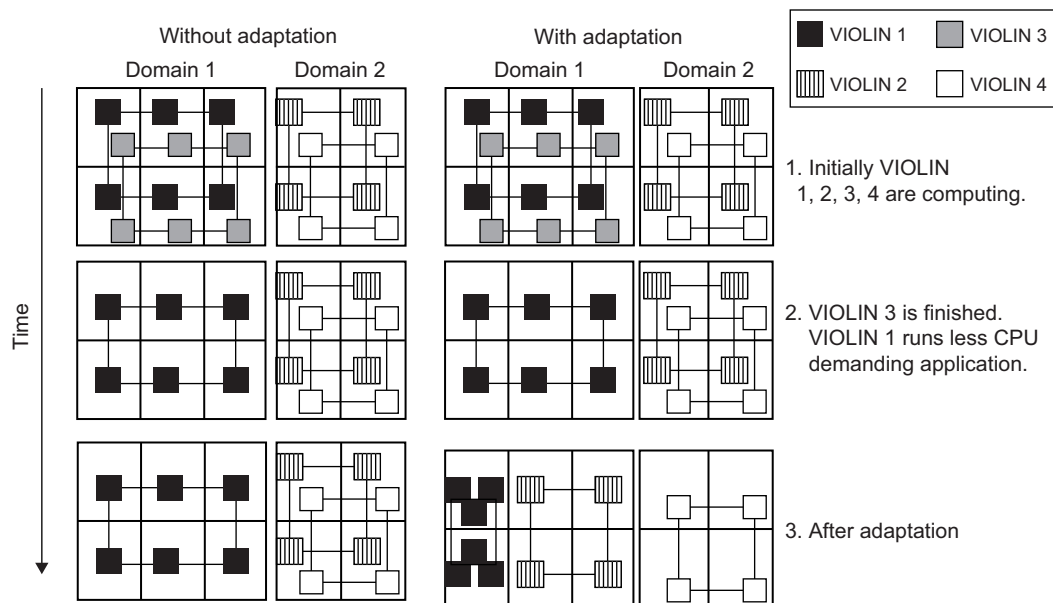 Without adaptation
With adaptation
Domain 1
Domain 2
Domain 1
Domain 2
VIOLIN 1
VIOLIN 3
VIOLIN 2
VIOLIN 4
Time
1. Initially VIOLIN
1, 2, 3, 4 are computing.
2. VIOLIN 3 is finished.
VIOLIN 1 runs less CPU
demanding application.
3. After adaptation